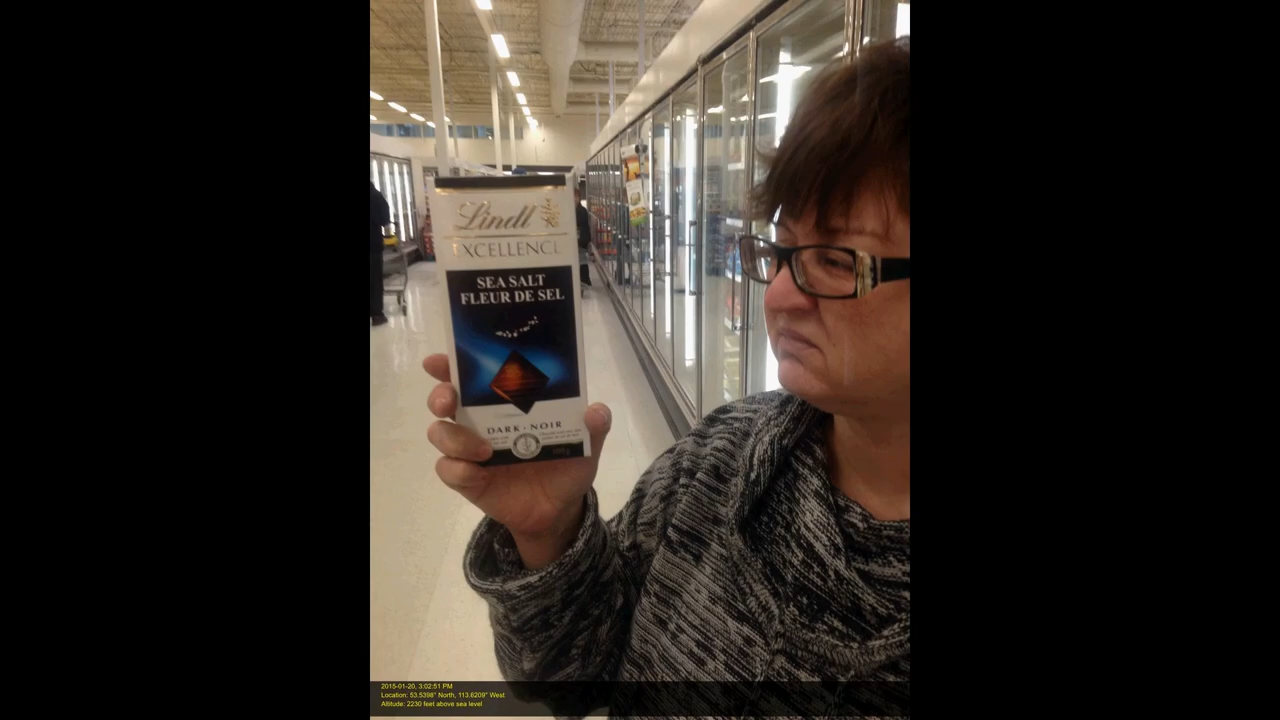 Lindt
EXCELLENCE
SEA SALT
FLEUR DE SEL
DARK · NOIR
2015-01-20, 3:02:51 PM
Location: 53.5398° North, 113.6209° West
Altitude: 2230 feet above sea level